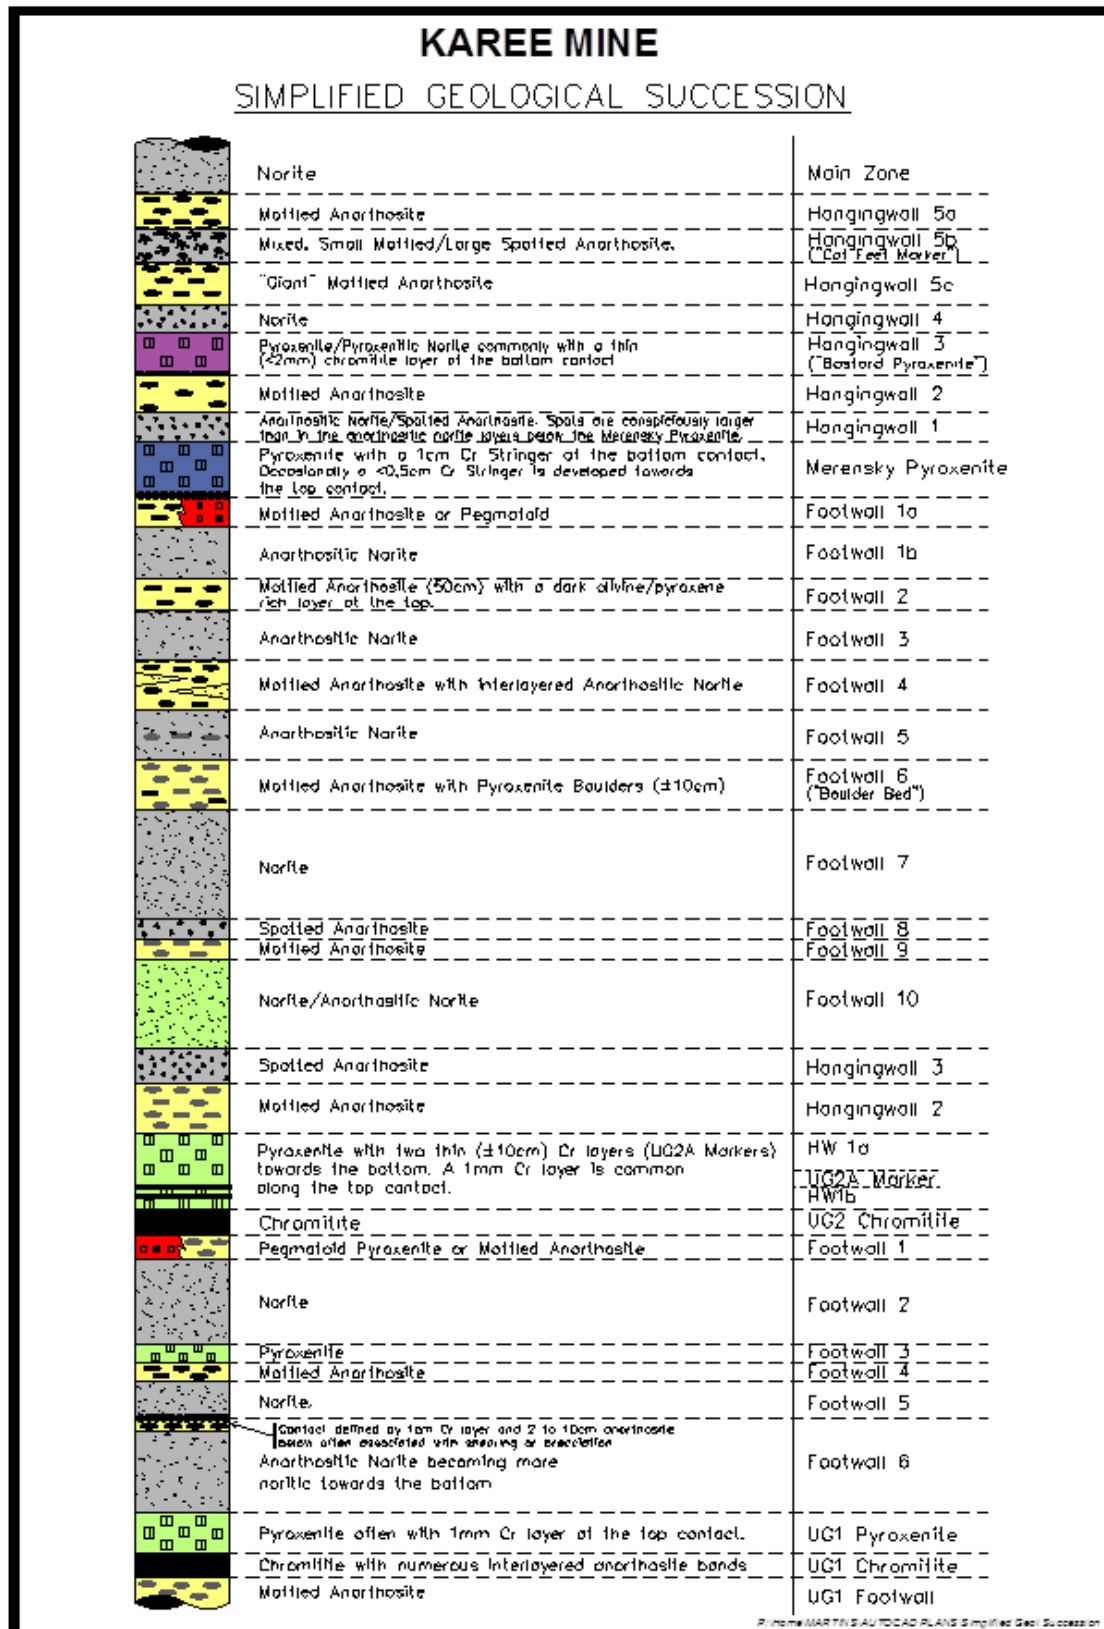 KAREE MINE
SIMPLIFIED GEOLOGICAL SUCCESSION
Norite
Main Zone
Mottled Anorthosite
Hangingwall 5a
Mixed. Small Mottled/Large Spotted Anorthosite.
Hangingwall 5b
("Cat Feet Marker")
"Giant" Mottled Anorthosite
Hangingwall 5c
Norite
Hangingwall 4
Pyroxenite/Pyroxenitic Norite commonly with a thin
(<2mm) chromitite layer at the bottom contact
Hangingwall 3
("Bastard Pyroxenite")
Mottled Anorthosite
Hangingwall 2
Anorthositic Norite/Spotted Anorthosite. Spots are conspiciously larger
than in the anorthositic norite layers below the Merensky Pyroxenite.
Hangingwall 1
Pyroxenite with a 1cm Cr Stringer at the bottom contact.
Occasionally a <0,5cm Cr Stringer is developed towards
the top contact.
Merensky Pyroxenite
Mottled Anorthosite or Pegmatoid
Footwall 1a
Anorthositic Norite
Footwall 1b
Mottled Anorthosite (50cm) with a dark olivine/pyroxene
rich layer at the top.
Footwall 2
Anorthositic Norite
Footwall 3
Mottled Anorthosite with Interlayered Anorthositic Norite
Footwall 4
Anorthositic Norite
Footwall 5
Mottled Anorthosite with Pyroxenite Boulders (±10cm)
Footwall 6
("Boulder Bed")
Norite
Footwall 7
Spotted Anorthosite
Footwall 8
Mottled Anorthosite
Footwall 9
Norite/Anorthositic Norite
Footwall 10
Spotted Anorthosite
Hangingwall 3
Mottled Anorthosite
Hangingwall 2
Pyroxenite with two thin (±10cm) Cr layers (UG2A Markers)
towards the bottom. A 1mm Cr layer is common
along the top contact.
HW 1a
UG2A Marker
HW1b
Chromitite
UG2 Chromitite
Pegmatoid Pyroxenite or Mottled Anorthosite
Footwall 1
Norite
Footwall 2
Pyroxenite
Footwall 3
Mottled Anorthosite
Footwall 4
Norite.
Footwall 5
Contact defined by 1cm Cr layer and 2 to 10cm anorthosite
below often associated with shearing or brecciation
Anorthositic Norite becoming more
noritic towards the bottom
Footwall 6
Pyroxenite often with 1mm Cr layer at the top contact.
UG1 Pyroxenite
Chromitite with numerous Interlayered anorthosite bands
UG1 Chromitite
Mottled Anorthosite
UG1 Footwall
P:\Home\MARTINS\AUTOCAD PLANS\Simplified Geol Succession